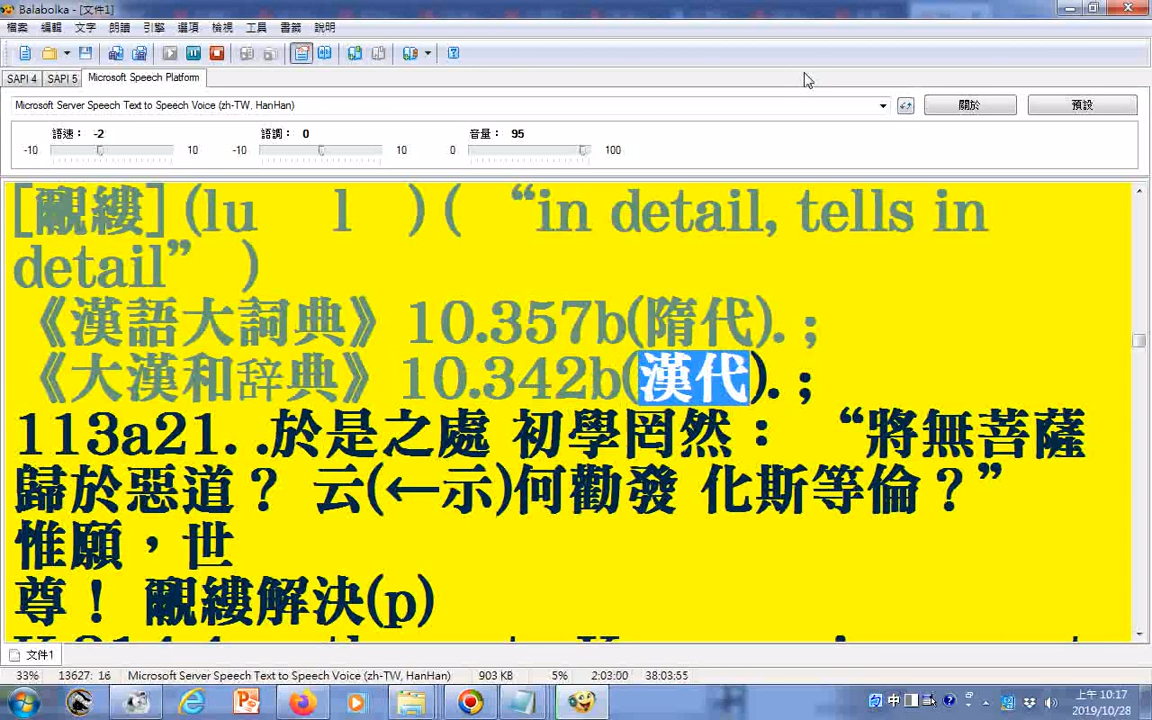 Balabolka - [文件1]
檔案 編輯 文字 朗讀 引擎 選項 檢視 工具 書籤 說明
SAPI 4 SAPI 5 Microsoft Speech Platform
Microsoft Server Speech Text to Speech Voice (zh-TW, HanHan) 關於 預設
語速： -2 語調： 0 音量： 95
-10 10 -10 10 0 100
[覼縷] (lu l )( “in detail, tells in
detail” )
《漢語大詞典》 10.357b(隋代). ;
《大漢和辞典》 10.342b(漢代). ;
113a21. .於是之處 初學罔然： “將無菩薩
歸於惡道？ 云(←示)何勸發 化斯等倫？”
惟願，世
尊！ 覼縷解決(p)
文件1
33% 13627: 16 Microsoft Server Speech Text to Speech Voice (zh-TW, HanHan) 903 KB 5% 2:03:00 38:03:55
中 上午 10:17
2019/10/28